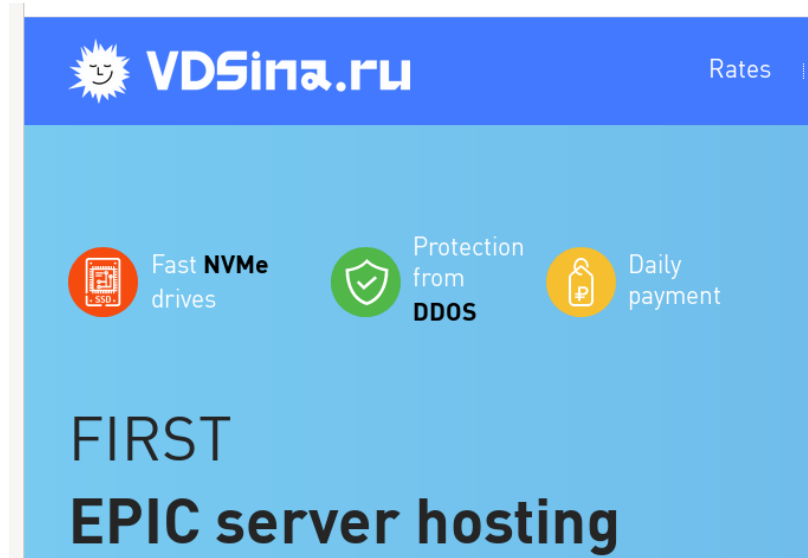 VDSina.ru
Rates
Fast NVMe
drives
SSD
Protection
from
DDOS
Daily
payment
₽
FIRST
EPIC server hosting